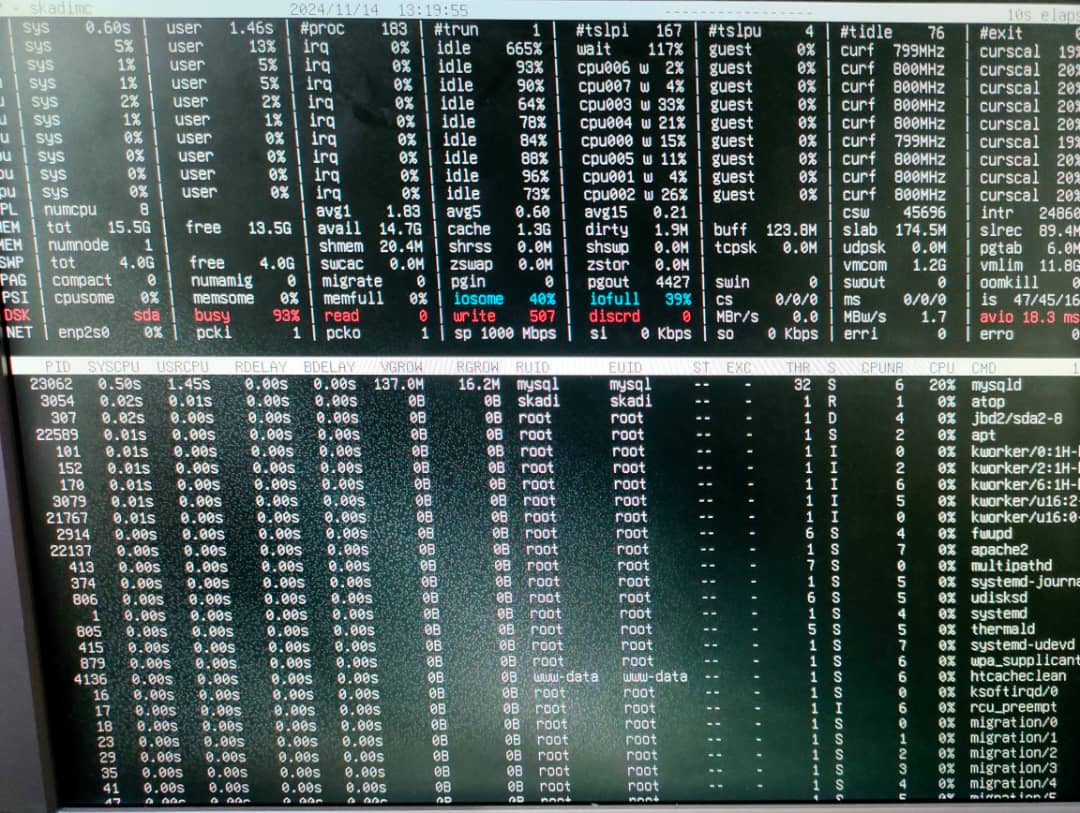 - skadimc 2024/11/14 13:19:55 --------------- 10s elaps
sys 0.60s | user 1.46s | #proc 183 | #trun 1 | #tslpi 167 | #tslpu 4 | #tidle 76 | #exit
sys 5% | user 13% | irq 0% | idle 665% | wait 117% | guest 0% | curf 799MHz | curscal 19%
sys 1% | user 5% | irq 0% | idle 93% | cpu006 w 2% | guest 0% | curf 800MHz | curscal 20%
sys 1% | user 5% | irq 0% | idle 90% | cpu007 w 4% | guest 0% | curf 800MHz | curscal 20%
sys 2% | user 2% | irq 0% | idle 64% | cpu003 w 33% | guest 0% | curf 800MHz | curscal 20%
sys 1% | user 1% | irq 0% | idle 78% | cpu004 w 21% | guest 0% | curf 800MHz | curscal 20%
sys 0% | user 0% | irq 0% | idle 84% | cpu000 w 15% | guest 0% | curf 799MHz | curscal 19%
sys 0% | user 0% | irq 0% | idle 88% | cpu005 w 11% | guest 0% | curf 800MHz | curscal 20%
sys 0% | user 0% | irq 0% | idle 96% | cpu001 w 4% | guest 0% | curf 800MHz | curscal 20%
pu | sys 0% | user 0% | irq 0% | idle 73% | cpu002 w 26% | guest 0% | curf 800MHz | curscal 20%
PL | numcpu 8 | avg1 1.83 | avg5 0.60 | avg15 0.21 | csw 45696 | intr 24860
MEM | tot 15.5G | free 13.5G | avail 14.7G | cache 1.3G | dirty 1.9M | buff 123.8M | slab 174.5M | slrec 89.4M
MEM | numnode 1 | shmem 20.4M | shrss 0.0M | shswp 0.0M | tcpsk 0.0M | udpsk 0.0M | pgtab 6.0M
SWP | tot 4.0G | free 4.0G | swcac 0.0M | zswap 0.0M | zstor 0.0M | vmcom 1.2G | vmlim 11.8G
PAG | compact 0 | numamig 0 | migrate 0 | pgin 0 | pgout 4427 | swin 0 | swout 0 | oomkill 0
PSI | cpusome 0% | memsome 0% | memfull 0% | iosome 40% | iofull 39% | cs 0/0/0 | ms 0/0/0 | is 47/45/16
DSK | sda | busy 93% | read 0 | write 507 | discrd 0 | MBr/s 0.0 | MBw/s 1.7 | avio 18.3 ms
NET | enp2s0 0% | pcki 1 | pcko 1 | sp 1000 Mbps | si 0 Kbps | so 0 Kbps | erri 0 | erro 0
PID SYSCPU USRCPU RDELAY BDELAY VGROW RGROW RUID EUID ST EXC THR S CPUNR CPU CMD 1
23062 0.50s 1.45s 0.00s 0.00s 137.0M 16.2M mysql mysql -- - 32 S 6 20% mysqld
3054 0.02s 0.01s 0.00s 0.00s 0B 0B skadi skadi -- - 1 R 1 0% atop
307 0.02s 0.00s 0.00s 0.00s 0B 0B root root -- - 1 D 4 0% jbd2/sda2-8
22589 0.01s 0.00s 0.00s 0.00s 0B 0B root root -- - 1 S 2 0% apt
101 0.01s 0.00s 0.00s 0.00s 0B 0B root root -- - 1 I 0 0% kworker/0:1H-
152 0.01s 0.00s 0.00s 0.00s 0B 0B root root -- - 1 I 2 0% kworker/2:1H-
170 0.01s 0.00s 0.00s 0.00s 0B 0B root root -- - 1 I 6 0% kworker/6:1H-
3079 0.01s 0.00s 0.00s 0.00s 0B 0B root root -- - 1 I 5 0% kworker/u16:2
21767 0.01s 0.00s 0.00s 0.00s 0B 0B root root -- - 1 I 0 0% kworker/u16:0
2914 0.00s 0.00s 0.00s 0.00s 0B 0B root root -- - 6 S 4 0% fwupd
22137 0.00s 0.00s 0.00s 0.00s 0B 0B root root -- - 1 S 7 0% apache2
413 0.00s 0.00s 0.00s 0.00s 0B 0B root root -- - 7 S 0 0% multipathd
374 0.00s 0.00s 0.00s 0.00s 0B 0B root root -- - 1 S 5 0% systemd-journa
806 0.00s 0.00s 0.00s 0.00s 0B 0B root root -- - 6 S 5 0% udisksd
1 0.00s 0.00s 0.00s 0.00s 0B 0B root root -- - 1 S 4 0% systemd
805 0.00s 0.00s 0.00s 0.00s 0B 0B root root -- - 5 S 5 0% thermald
415 0.00s 0.00s 0.00s 0.00s 0B 0B root root -- - 1 S 7 0% systemd-udevd
879 0.00s 0.00s 0.00s 0.00s 0B 0B root root -- - 1 S 6 0% wpa_supplicant
4136 0.00s 0.00s 0.00s 0.00s 0B 0B www-data www-data -- - 1 S 6 0% htcacheclean
16 0.00s 0.00s 0.00s 0.00s 0B 0B root root -- - 1 S 0 0% ksoftirqd/0
17 0.00s 0.00s 0.00s 0.00s 0B 0B root root -- - 1 I 6 0% rcu_preempt
18 0.00s 0.00s 0.00s 0.00s 0B 0B root root -- - 1 S 0 0% migration/0
23 0.00s 0.00s 0.00s 0.00s 0B 0B root root -- - 1 S 1 0% migration/1
29 0.00s 0.00s 0.00s 0.00s 0B 0B root root -- - 1 S 2 0% migration/2
35 0.00s 0.00s 0.00s 0.00s 0B 0B root root -- - 1 S 3 0% migration/3
41 0.00s 0.00s 0.00s 0.00s 0B 0B root root -- - 1 S 4 0% migration/4